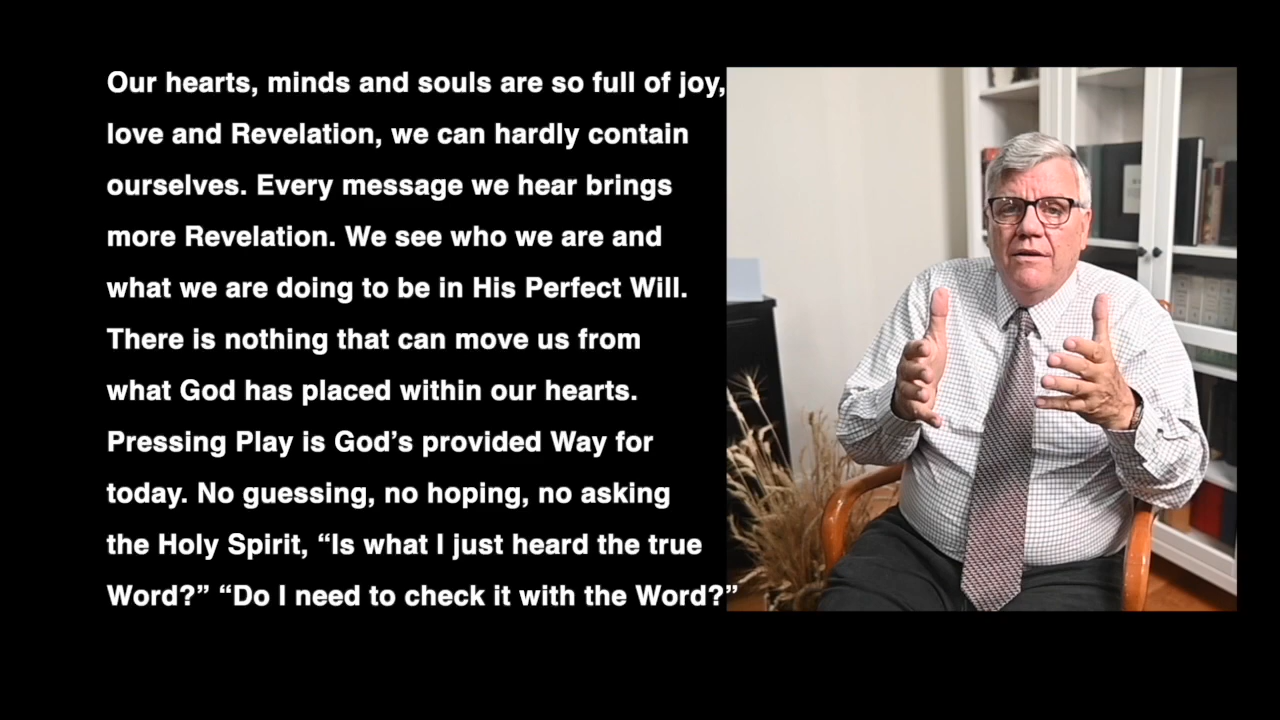 Our hearts, minds and souls are so full of joy,
love and Revelation, we can hardly contain
ourselves. Every message we hear brings
more Revelation. We see who we are and
what we are doing to be in His Perfect Will.
There is nothing that can move us from
what God has placed within our hearts.
Pressing Play is God’s provided Way for
today. No guessing, no hoping, no asking
the Holy Spirit, “Is what I just heard the true
Word?” “Do I need to check it with the Word?”